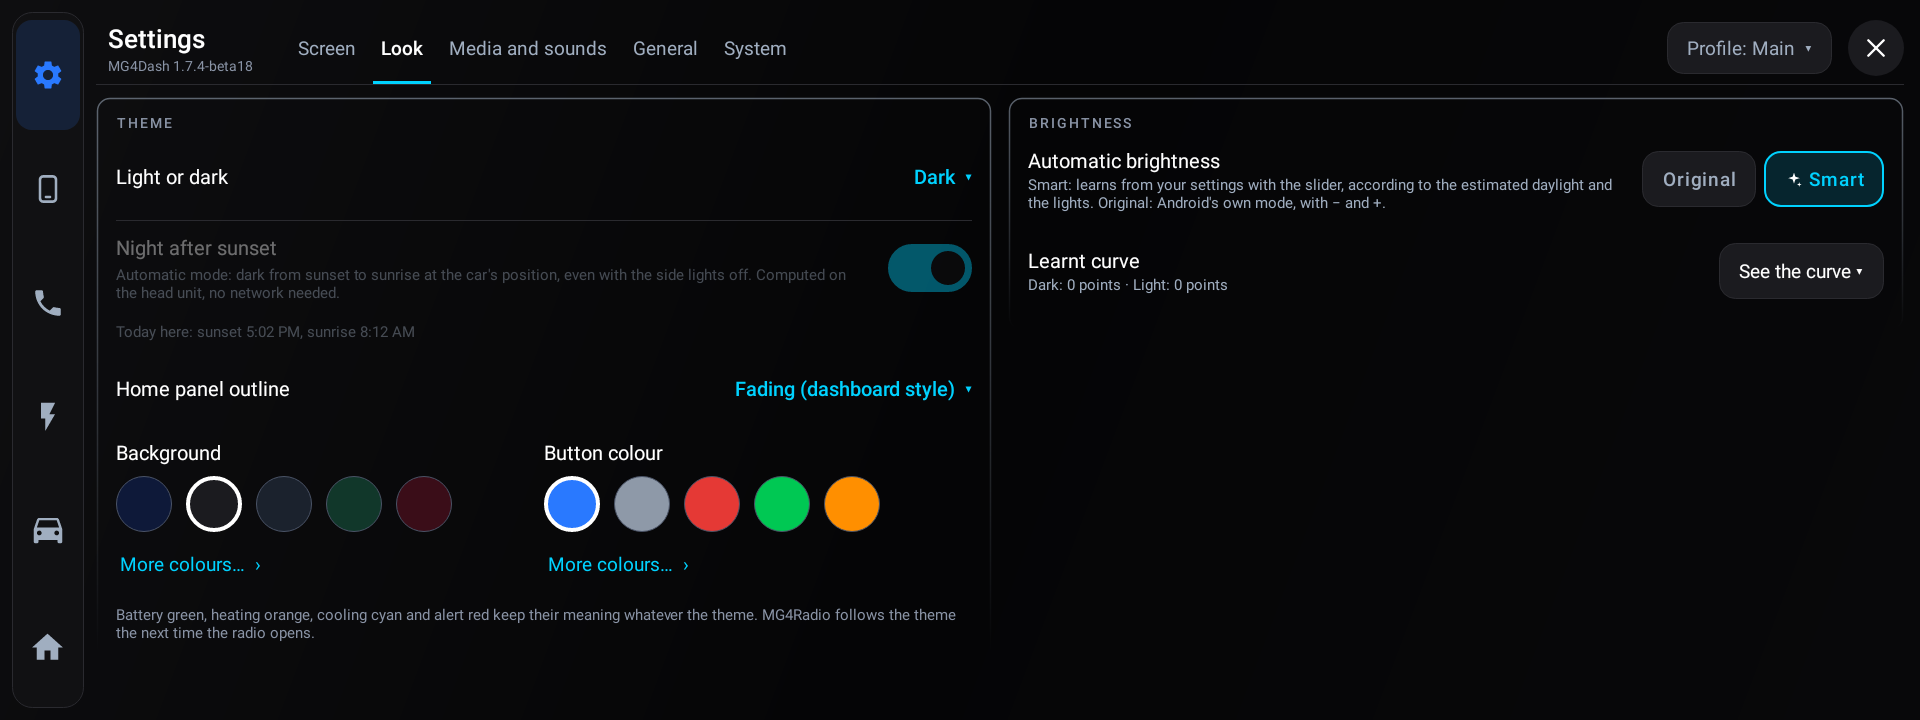 Settings
MG4Dash 1.7.4-beta18
Screen
Look
Media and sounds
General
System
Profile: Main ▾
THEME
Light or dark
Dark ▾
Night after sunset
Automatic mode: dark from sunset to sunrise at the car's position, even with the side lights off. Computed on
the head unit, no network needed.
Today here: sunset 5:02 PM, sunrise 8:12 AM
Home panel outline
Fading (dashboard style) ▾
Background
Button colour
More colours… ›
More colours… ›
Battery green, heating orange, cooling cyan and alert red keep their meaning whatever the theme. MG4Radio follows the theme
the next time the radio opens.
BRIGHTNESS
Automatic brightness
Smart: learns from your settings with the slider, according to the estimated daylight and
the lights. Original: Android's own mode, with − and +.
Original
Smart
Learnt curve
Dark: 0 points · Light: 0 points
See the curve ▾